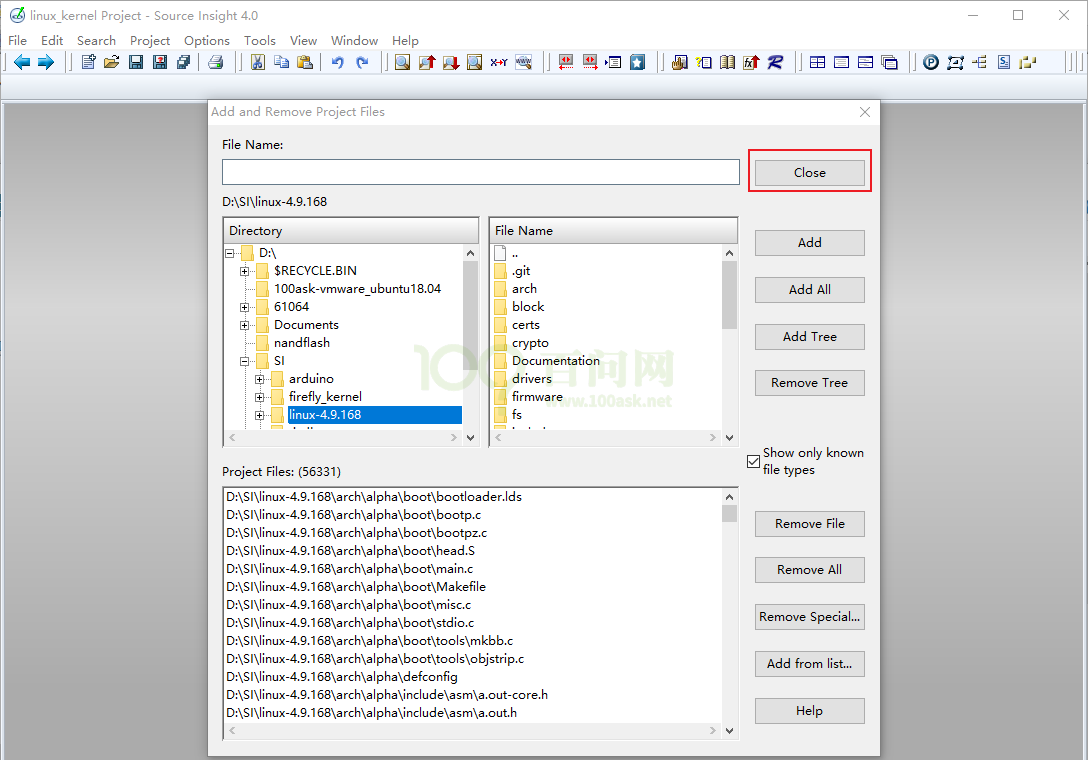 linux_kernel Project - Source Insight 4.0
File Edit Search Project Options Tools View Window Help
Add and Remove Project Files
File Name:
Close
D:\SI\linux-4.9.168
Directory
File Name
D:\
$RECYCLE.BIN
100ask-vmware_ubuntu18.04
61064
Documents
nandflash
SI
arduino
firefly_kernel
linux-4.9.168
..
.git
arch
block
certs
crypto
Documentation
drivers
firmware
fs
100ask百问网
www.100ask.net
Add
Add All
Add Tree
Remove Tree
Show only known
file types
Project Files: (56331)
D:\SI\linux-4.9.168\arch\alpha\boot\bootloader.lds
D:\SI\linux-4.9.168\arch\alpha\boot\bootp.c
D:\SI\linux-4.9.168\arch\alpha\boot\bootpz.c
D:\SI\linux-4.9.168\arch\alpha\boot\head.S
D:\SI\linux-4.9.168\arch\alpha\boot\main.c
D:\SI\linux-4.9.168\arch\alpha\boot\Makefile
D:\SI\linux-4.9.168\arch\alpha\boot\misc.c
D:\SI\linux-4.9.168\arch\alpha\boot\stdio.c
D:\SI\linux-4.9.168\arch\alpha\boot\tools\mkbb.c
D:\SI\linux-4.9.168\arch\alpha\boot\tools\objstrip.c
D:\SI\linux-4.9.168\arch\alpha\defconfig
D:\SI\linux-4.9.168\arch\alpha\include\asm\a.out-core.h
D:\SI\linux-4.9.168\arch\alpha\include\asm\a.out.h
Remove File
Remove All
Remove Special...
Add from list...
Help